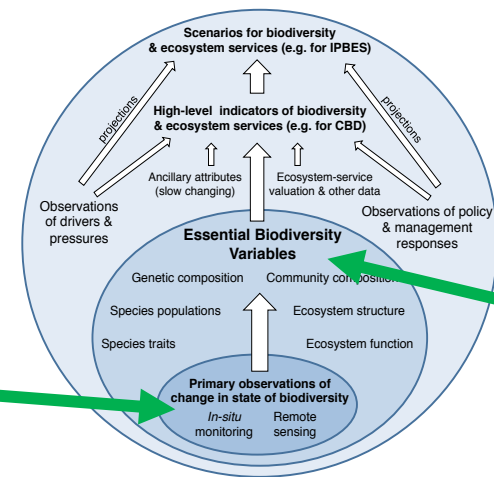 Scenarios for biodiversity
& ecosystem services (e.g. for IPBES)
projections
projections
High-level indicators of biodiversity
& ecosystem services (e.g. for CBD)
Ancillary attributes
(slow changing)
Ecosystem-service
valuation & other data
Observations
of drivers &
pressures
Observations of policy
& management
responses
Essential Biodiversity
Variables
Genetic composition
Community composition
Species populations
Ecosystem structure
Species traits
Ecosystem function
Primary observations of
change in state of biodiversity
In-situ
monitoring
Remote
sensing